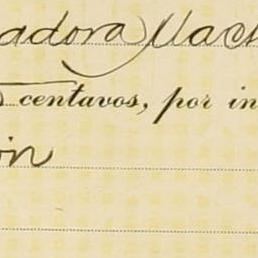 adora Mach
centavos, por in
ón